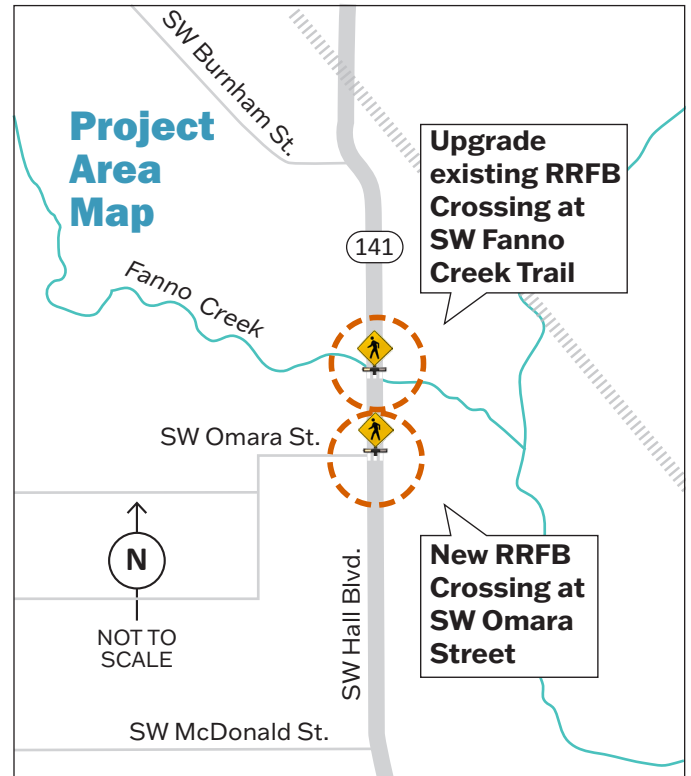 SW Burnham St.
Project
Area
Map
Upgrade
existing RRFB
Crossing at
SW Fanno
Creek Trail
141
Fanno Creek
SW Omara St.
N
NOT TO
SCALE
SW Hall Blvd.
New RRFB
Crossing at
SW Omara
Street
SW McDonald St.